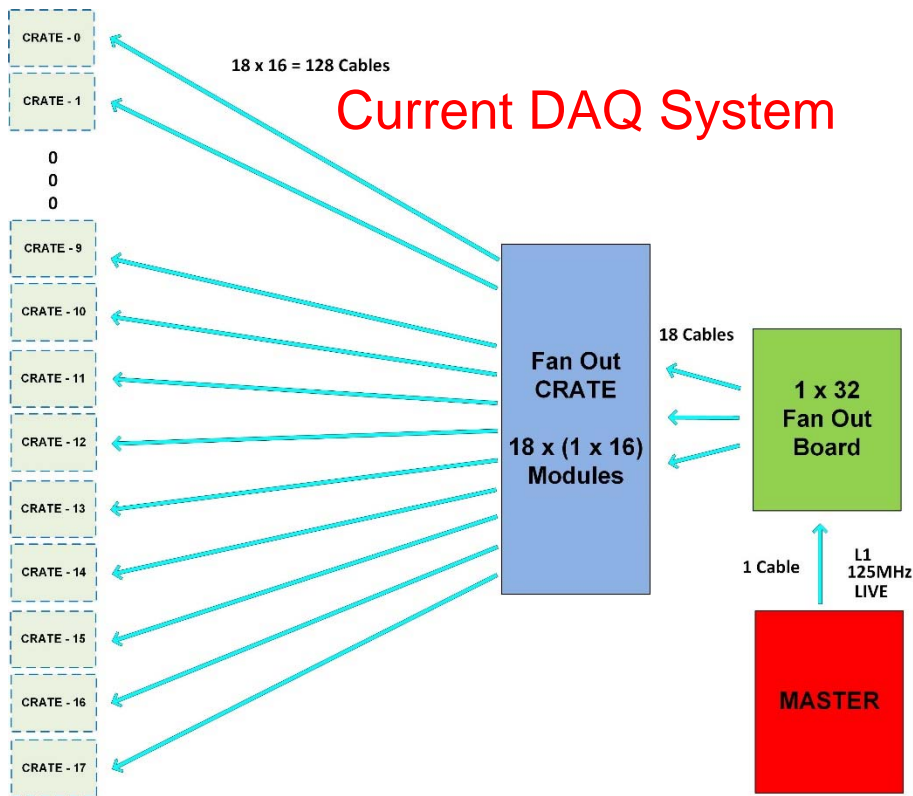 CRATE - 0
18 x 16 = 128 Cables
Current DAQ System
CRATE - 1
0
0
0
CRATE - 9
CRATE - 10
CRATE - 11
CRATE - 12
CRATE - 13
CRATE - 14
CRATE - 15
CRATE - 16
CRATE - 17
Fan Out
CRATE
18 x (1 x 16)
Modules
18 Cables
1 x 32
Fan Out
Board
1 Cable
L1
125MHz
LIVE
MASTER